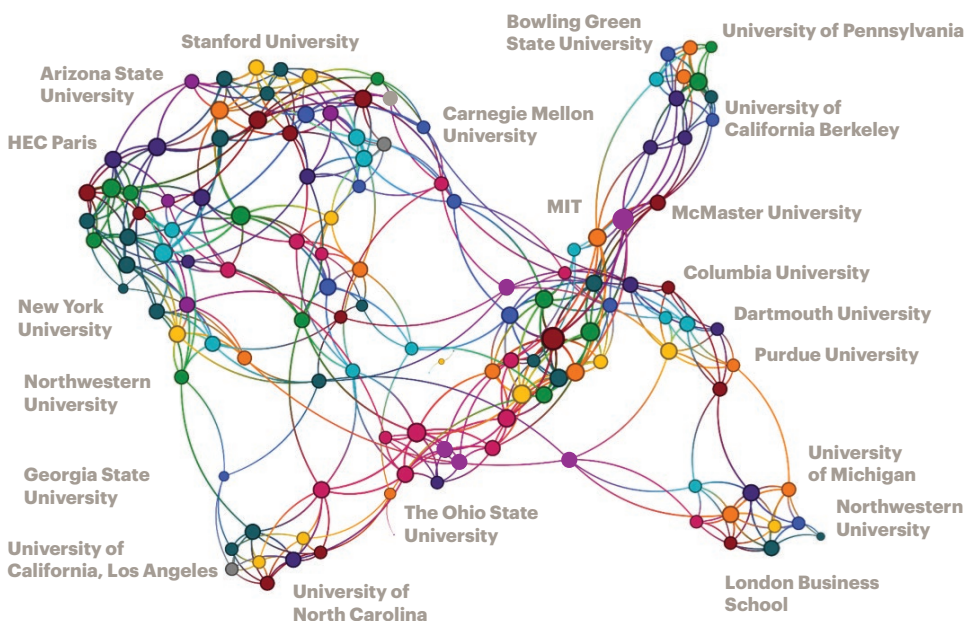 Bowling Green
State University
University of Pennsylvania
Stanford University
Arizona State
University
Carnegie Mellon
University
University of
California Berkeley
HEC Paris
MIT
McMaster University
Columbia University
New York
University
Dartmouth University
Purdue University
Northwestern
University
Georgia State
University
University
of Michigan
The Ohio State
University
Northwestern
University
University of
California, Los Angeles
University of
North Carolina
London Business
School